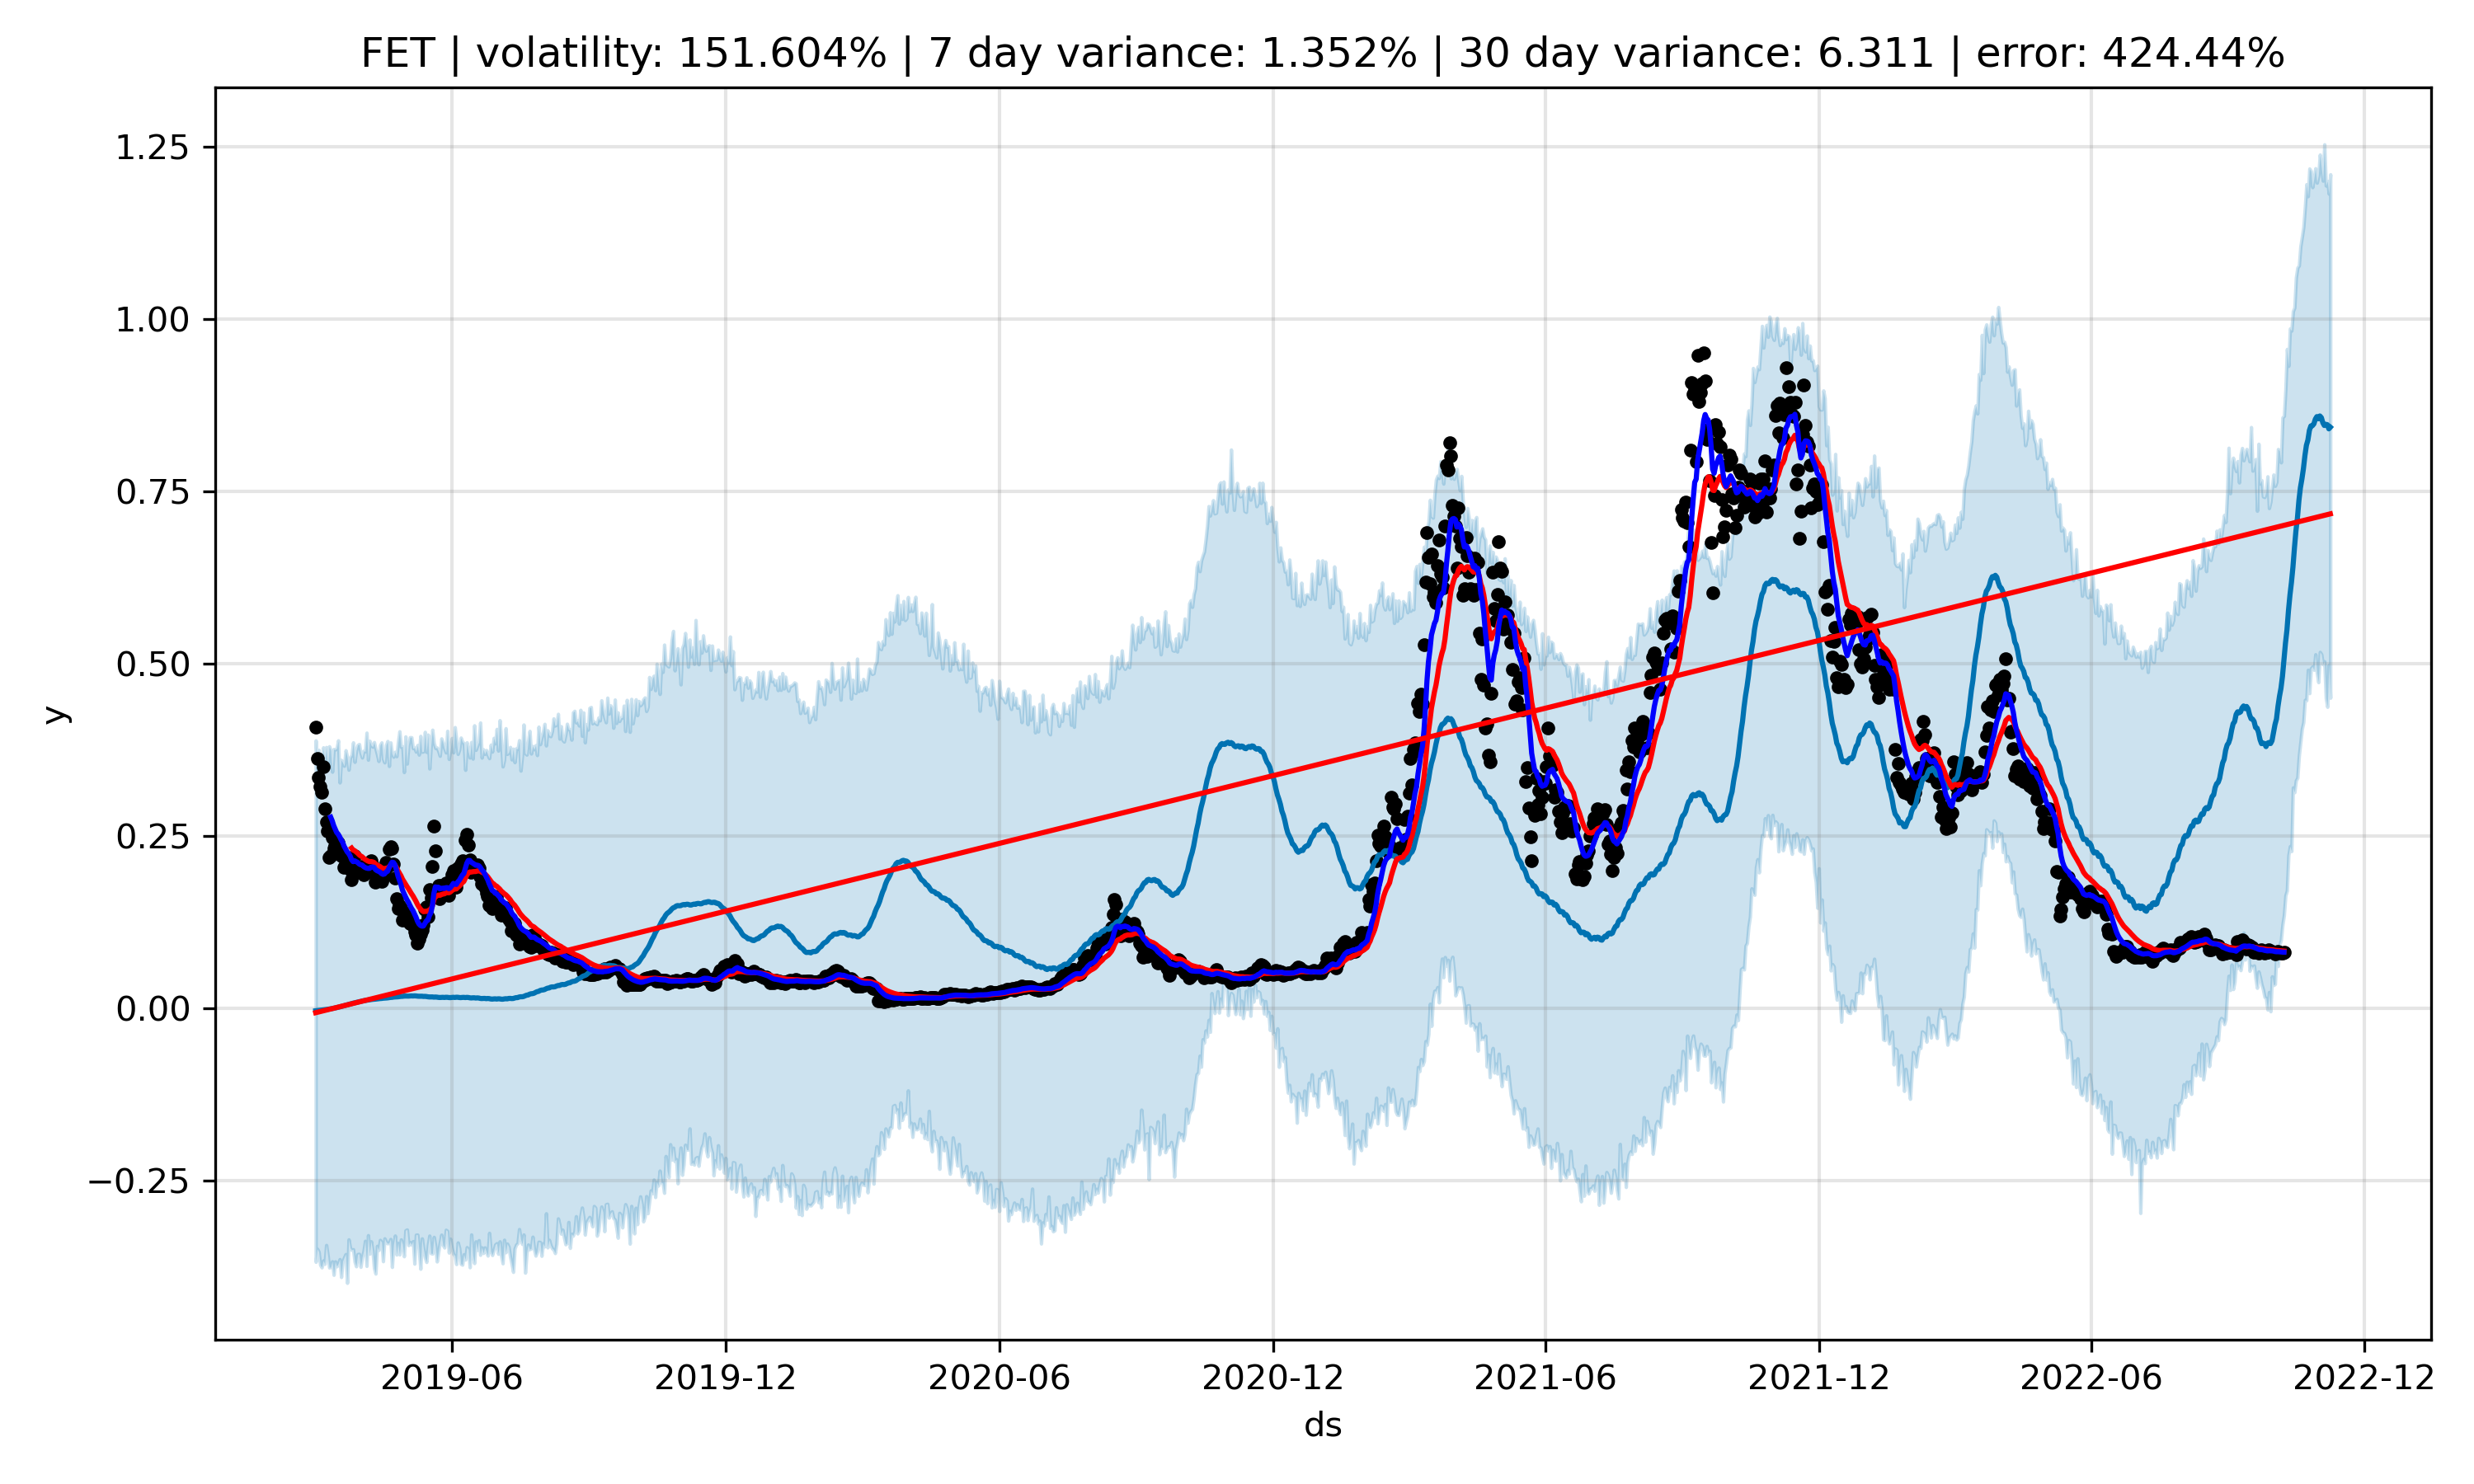 FET | volatility: 151.604% | 7 day variance: 1.352% | 30 day variance: 6.311 | error: 424.44%
1.25
1.00
0.75
0.50
0.25
0.00
−0.25
y
2019-06 2019-12 2020-06 2020-12 2021-06 2021-12 2022-06 2022-12
ds